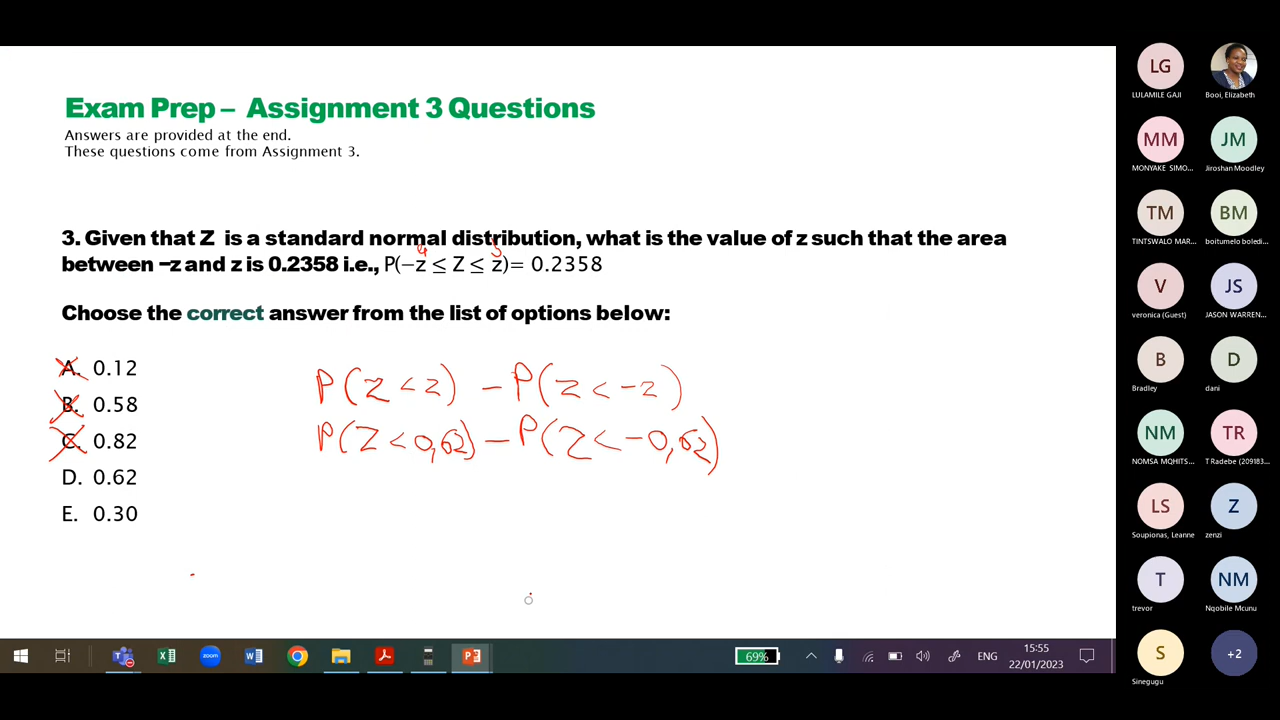 Exam Prep – Assignment 3 Questions
Answers are provided at the end.
These questions come from Assignment 3.
3. Given that Z is a standard normal distribution, what is the value of z such that the area
between –z and z is 0.2358 i.e., P(−z ≤ Z ≤ z)= 0.2358
Choose the correct answer from the list of options below:
A. 0.12
B. 0.58
C. 0.82
D. 0.62
E. 0.30
P(Z < z) – P(Z < -z)
P(Z < 0,62) – P(Z < -0,62)
LG
LULAMILE GAJI
Booi, Elizabeth
MM
MONYAKE SIMO...
JM
Jiroshan Moodley
TM
TINTSWALO MAR...
BM
boitumelo boledi...
V
veronica (Guest)
JS
JASON WARREN...
B
Bradley
D
dani
NM
NOMSA MQHITS...
TR
T Radebe (209183...
LS
Soupionas, Leanne
Z
zenzi
T
trevor
NM
Nqobile Mcunu
S
Sinegugu
+2
zoom
69%
ENG
15:55
22/01/2023